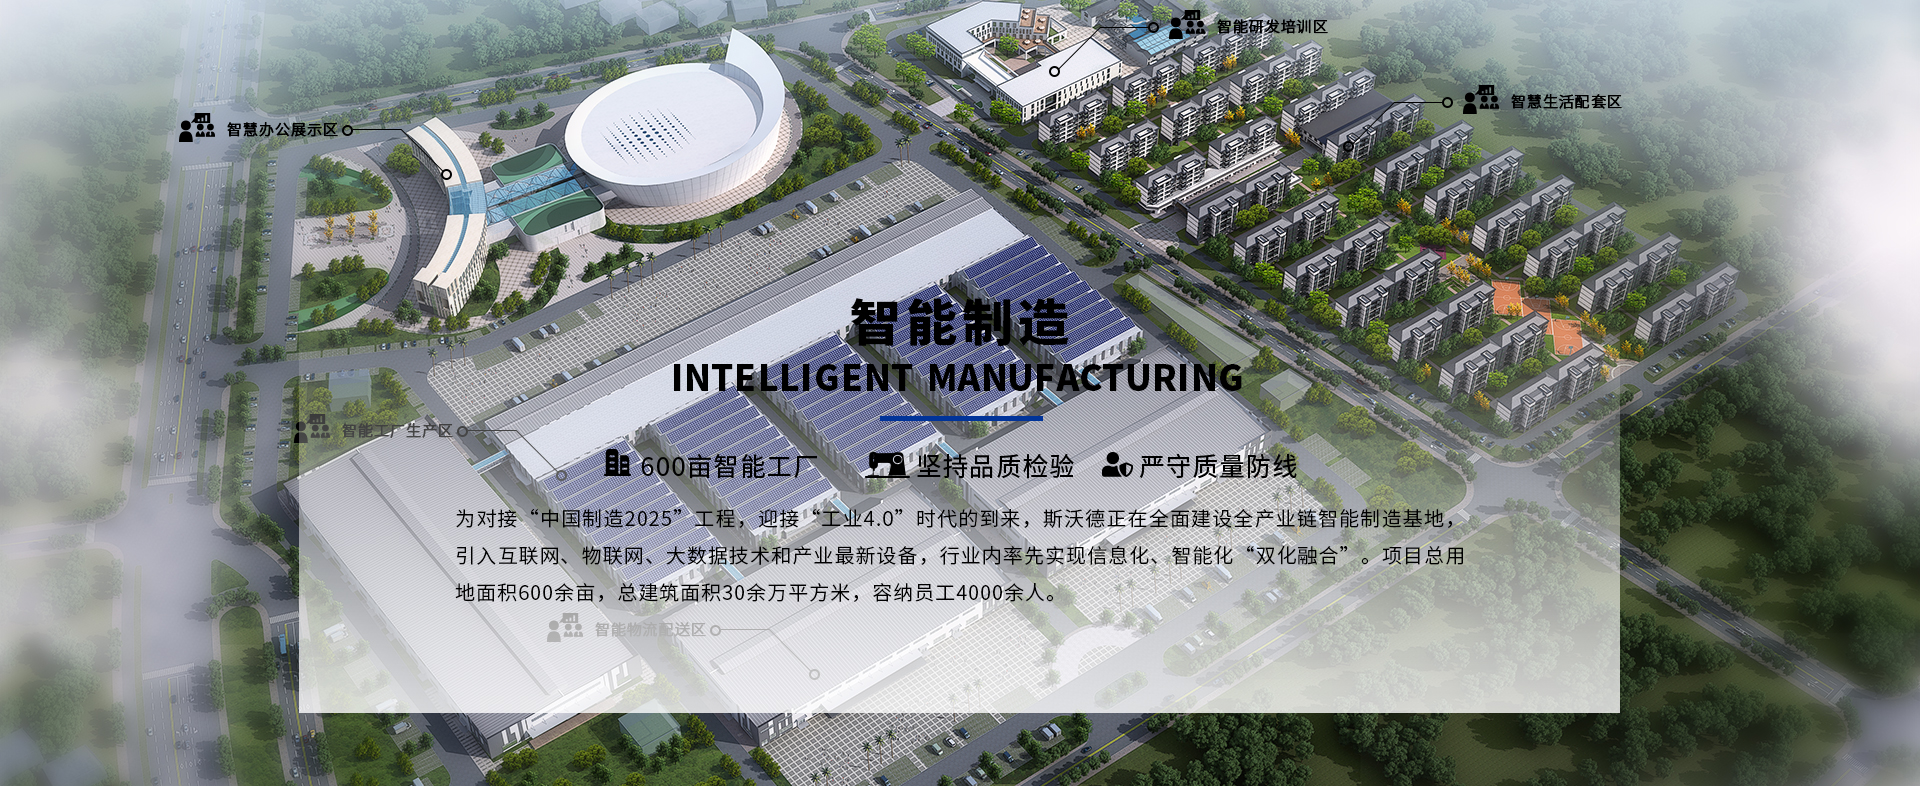 智能研发培训区
智慧生活配套区
智慧办公展示区
智能制造
INTELLIGENT MANUFACTURING
智能工厂生产区
600亩智能工厂
坚持品质检验
严守质量防线
为对接“中国制造2025”工程，迎接“工业4.0”时代的到来，斯沃德正在全面建设全产业链智能制造基地，
引入互联网、物联网、大数据技术和产业最新设备，行业内率先实现信息化、智能化“双化融合”。项目总用
地面积600余亩，总建筑面积30余万平方米，容纳员工4000余人。
智能物流配送区